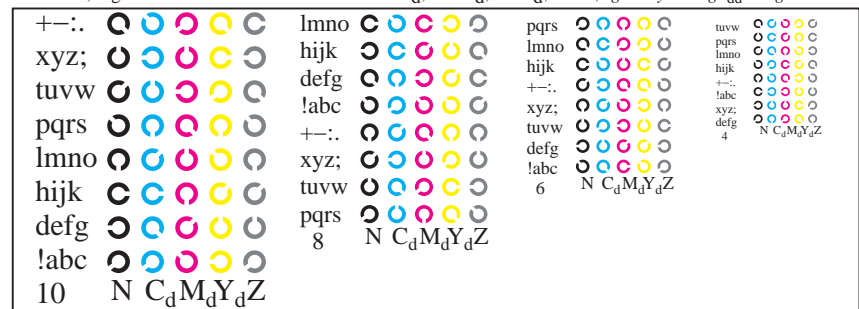 +−:.
xyz;
tuvw
pqrs
lmno
hijk
defg
!abc
10 N CdMdYdZ
lmno
hijk
defg
!abc
+−:.
xyz;
tuvw
pqrs
8 N CdMdYdZ
pqrs
lmno
hijk
+−:.
xyz;
tuvw
defg
!abc
6 N CdMdYdZ
tuvw
pqrs
lmno
hijk
+−:.
!abc
xyz;
defg
4 N CdMdYdZ